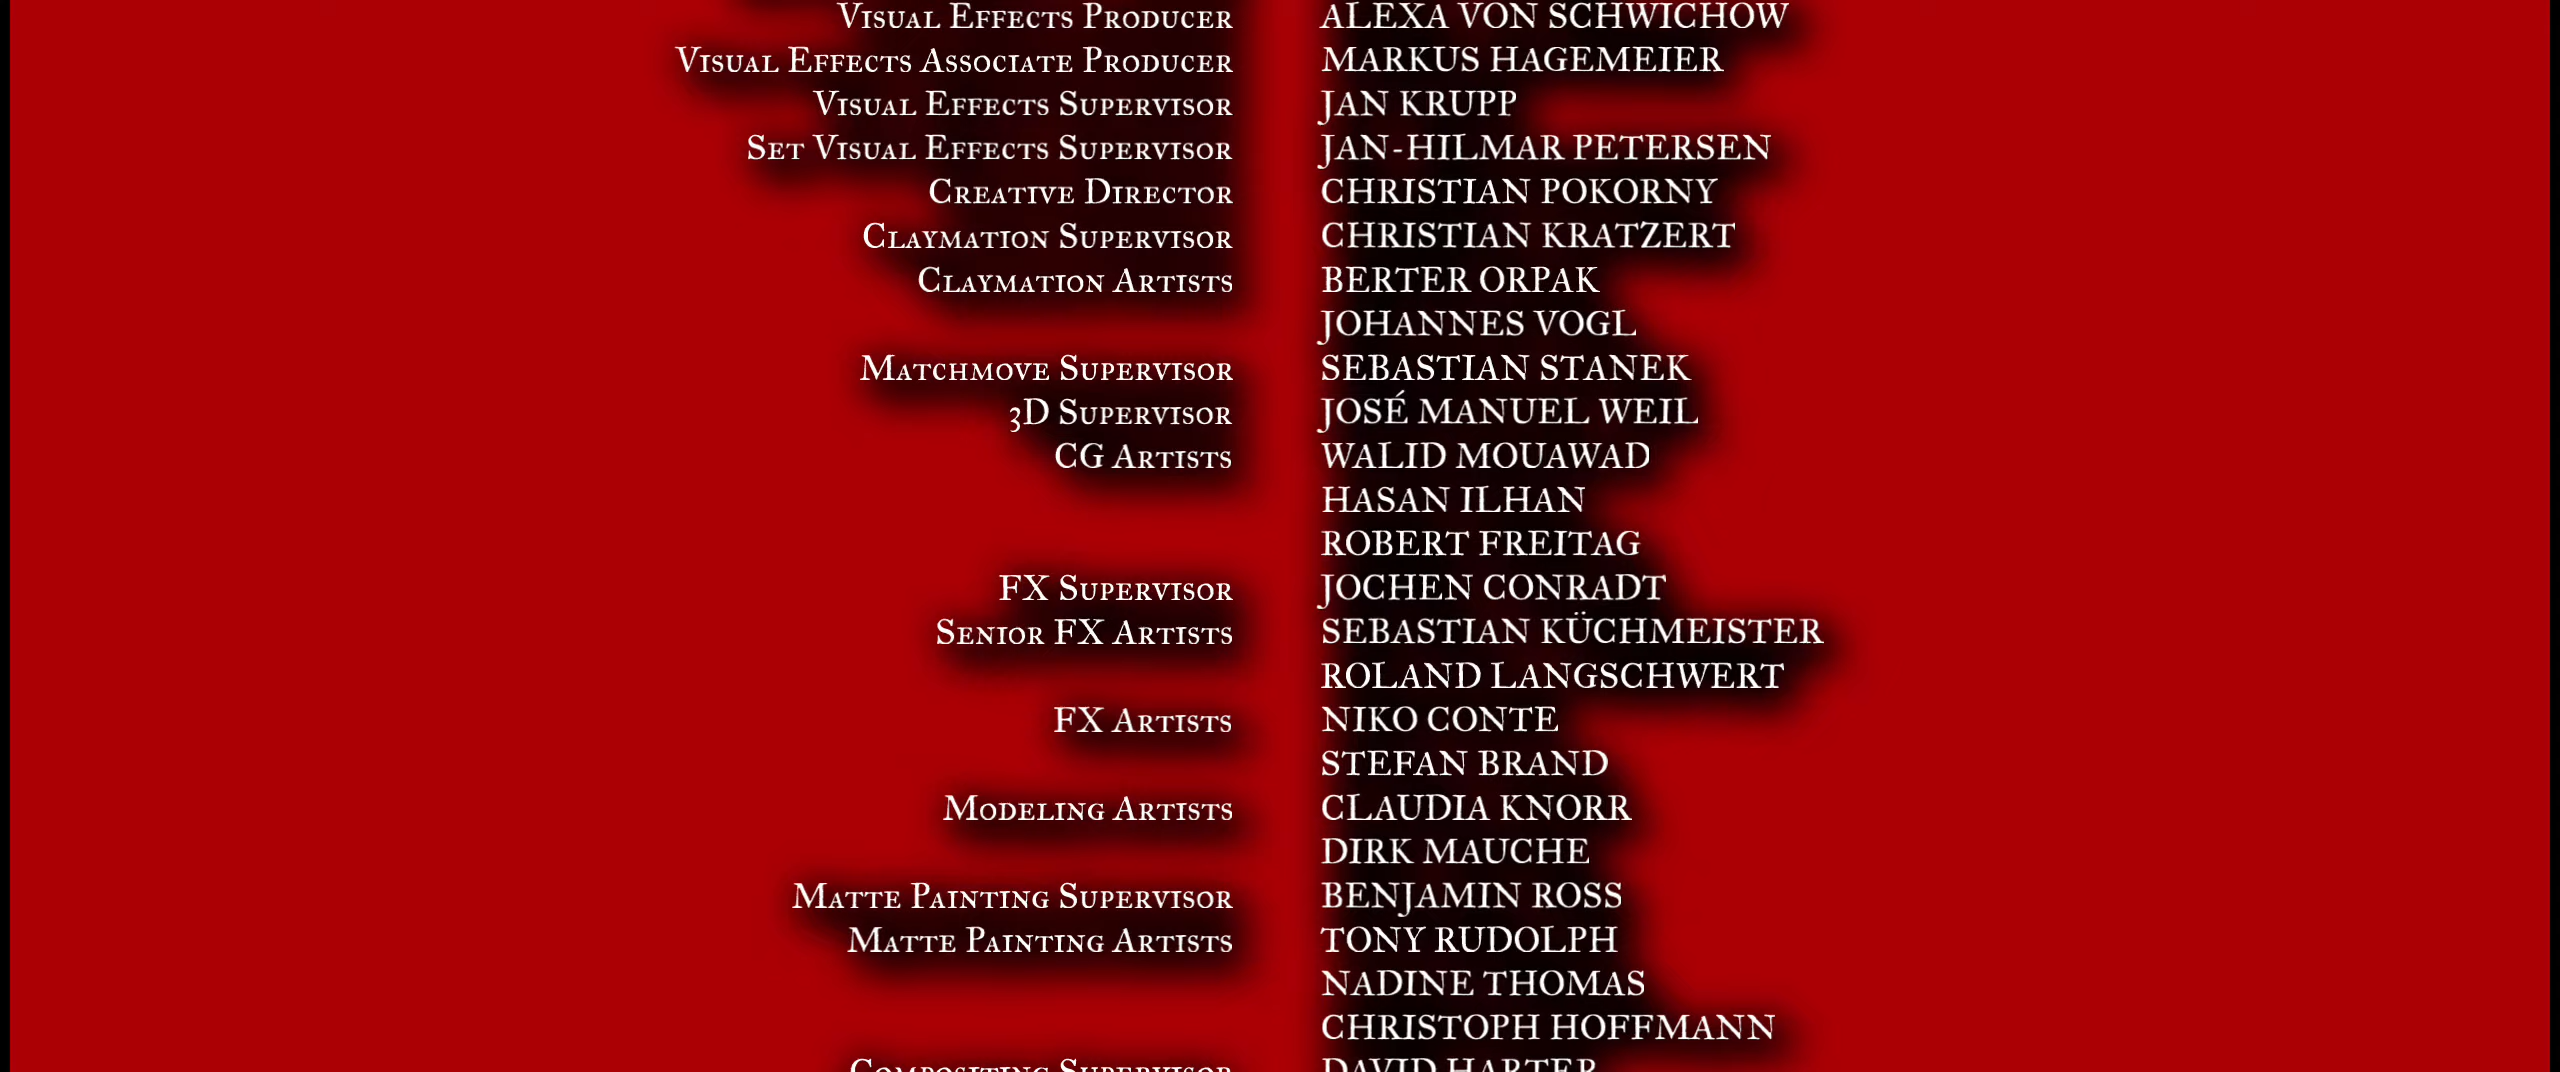 Visual Effects Producer ALEXA VON SCHWICHOW
Visual Effects Associate Producer MARKUS HAGEMEIER
Visual Effects Supervisor JAN KRUPP
Set Visual Effects Supervisor JAN-HILMAR PETERSEN
Creative Director CHRISTIAN POKORNY
Claymation Supervisor CHRISTIAN KRATZERT
Claymation Artists BERTER ORPAK
JOHANNES VOGL
Matchmove Supervisor SEBASTIAN STANEK
3D Supervisor JOSÉ MANUEL WEIL
CG Artists WALID MOUAWAD
HASAN ILHAN
ROBERT FREITAG
FX Supervisor JOCHEN CONRADT
Senior FX Artists SEBASTIAN KÜCHMEISTER
ROLAND LANGSCHWERT
FX Artists NIKO CONTE
STEFAN BRAND
Modeling Artists CLAUDIA KNORR
DIRK MAUCHE
Matte Painting Supervisor BENJAMIN ROSS
Matte Painting Artists TONY RUDOLPH
NADINE THOMAS
CHRISTOPH HOFFMANN
Compositing Supervisor DAVID HARTER